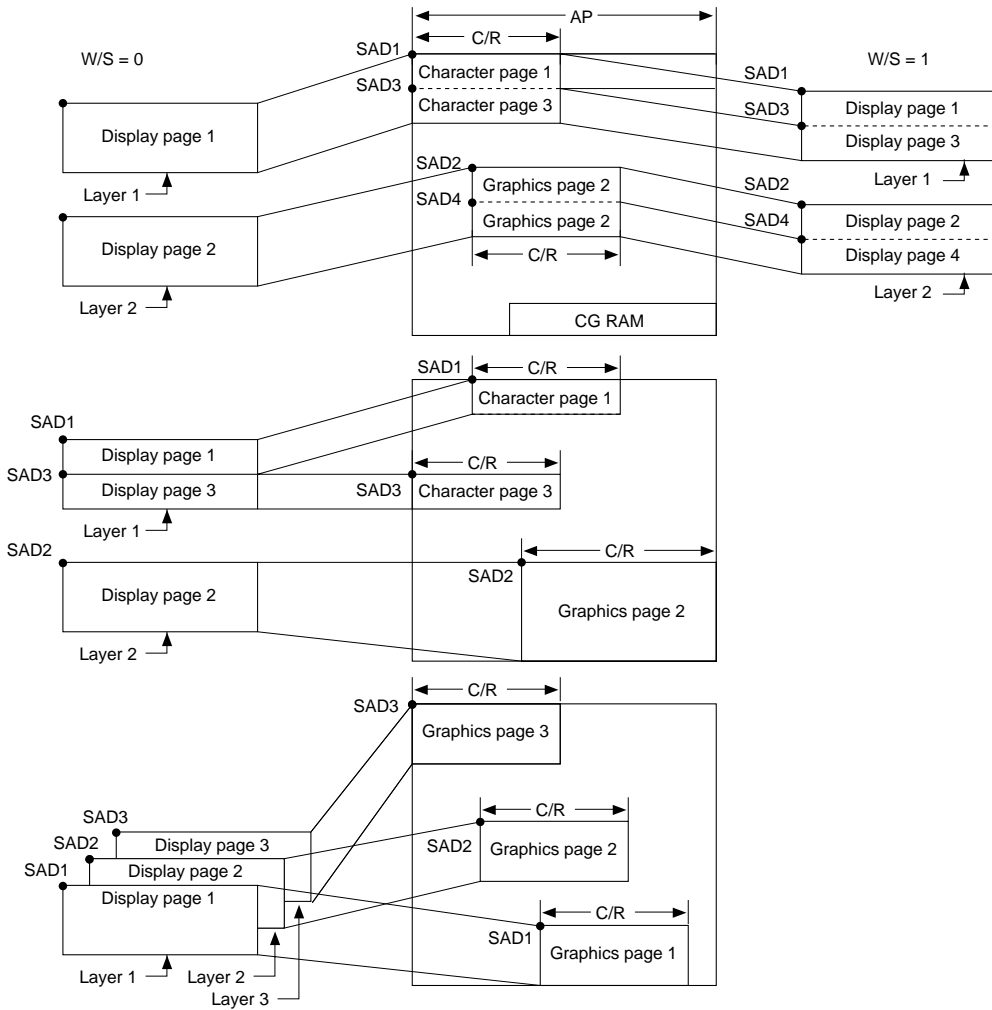 AP
C/R
W/S = 0
SAD1
W/S = 1
Character page 1
SAD3
Character page 3
SAD1
Display page 1
SAD3
Display page 3
Display page 1
Layer 1
Layer 1
SAD2
Graphics page 2
SAD4
Graphics page 2
C/R
SAD2
Display page 2
SAD4
Display page 4
Layer 2
Display page 2
Layer 2
CG RAM
SAD1
C/R
Character page 1
SAD1
Display page 1
SAD3
Display page 3
Layer 1
C/R
SAD3
Character page 3
SAD2
Display page 2
Layer 2
C/R
SAD2
Graphics page 2
C/R
SAD3
Graphics page 3
SAD3
Display page 3
SAD2
Display page 2
SAD1
Display page 1
C/R
SAD2
Graphics page 2
C/R
SAD1
Graphics page 1
Layer 1
Layer 2
Layer 3